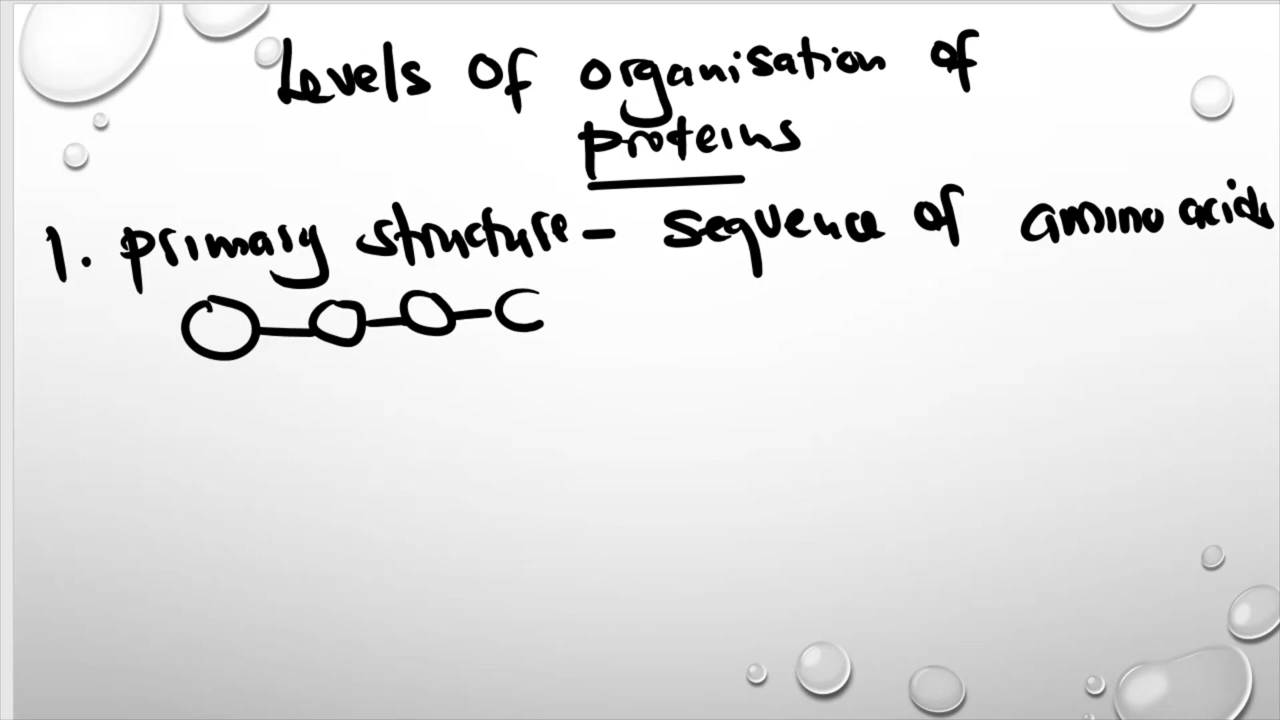 Levels of organisation of
proteins
1. primary structure - sequence of amino acids